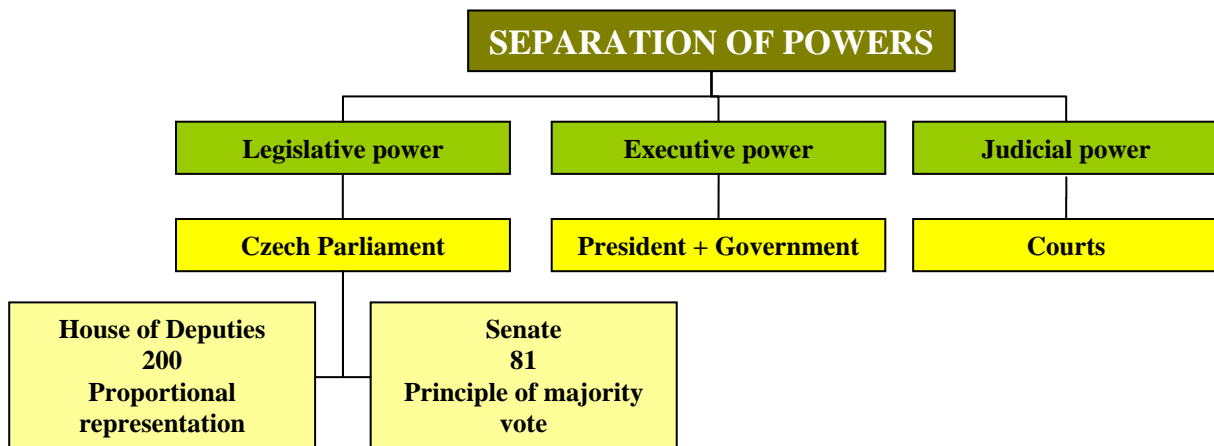 SEPARATION OF POWERS
Legislative power
Executive power
Judicial power
Czech Parliament
President + Government
Courts
House of Deputies
200
Proportional
representation
Senate
81
Principle of majority
vote